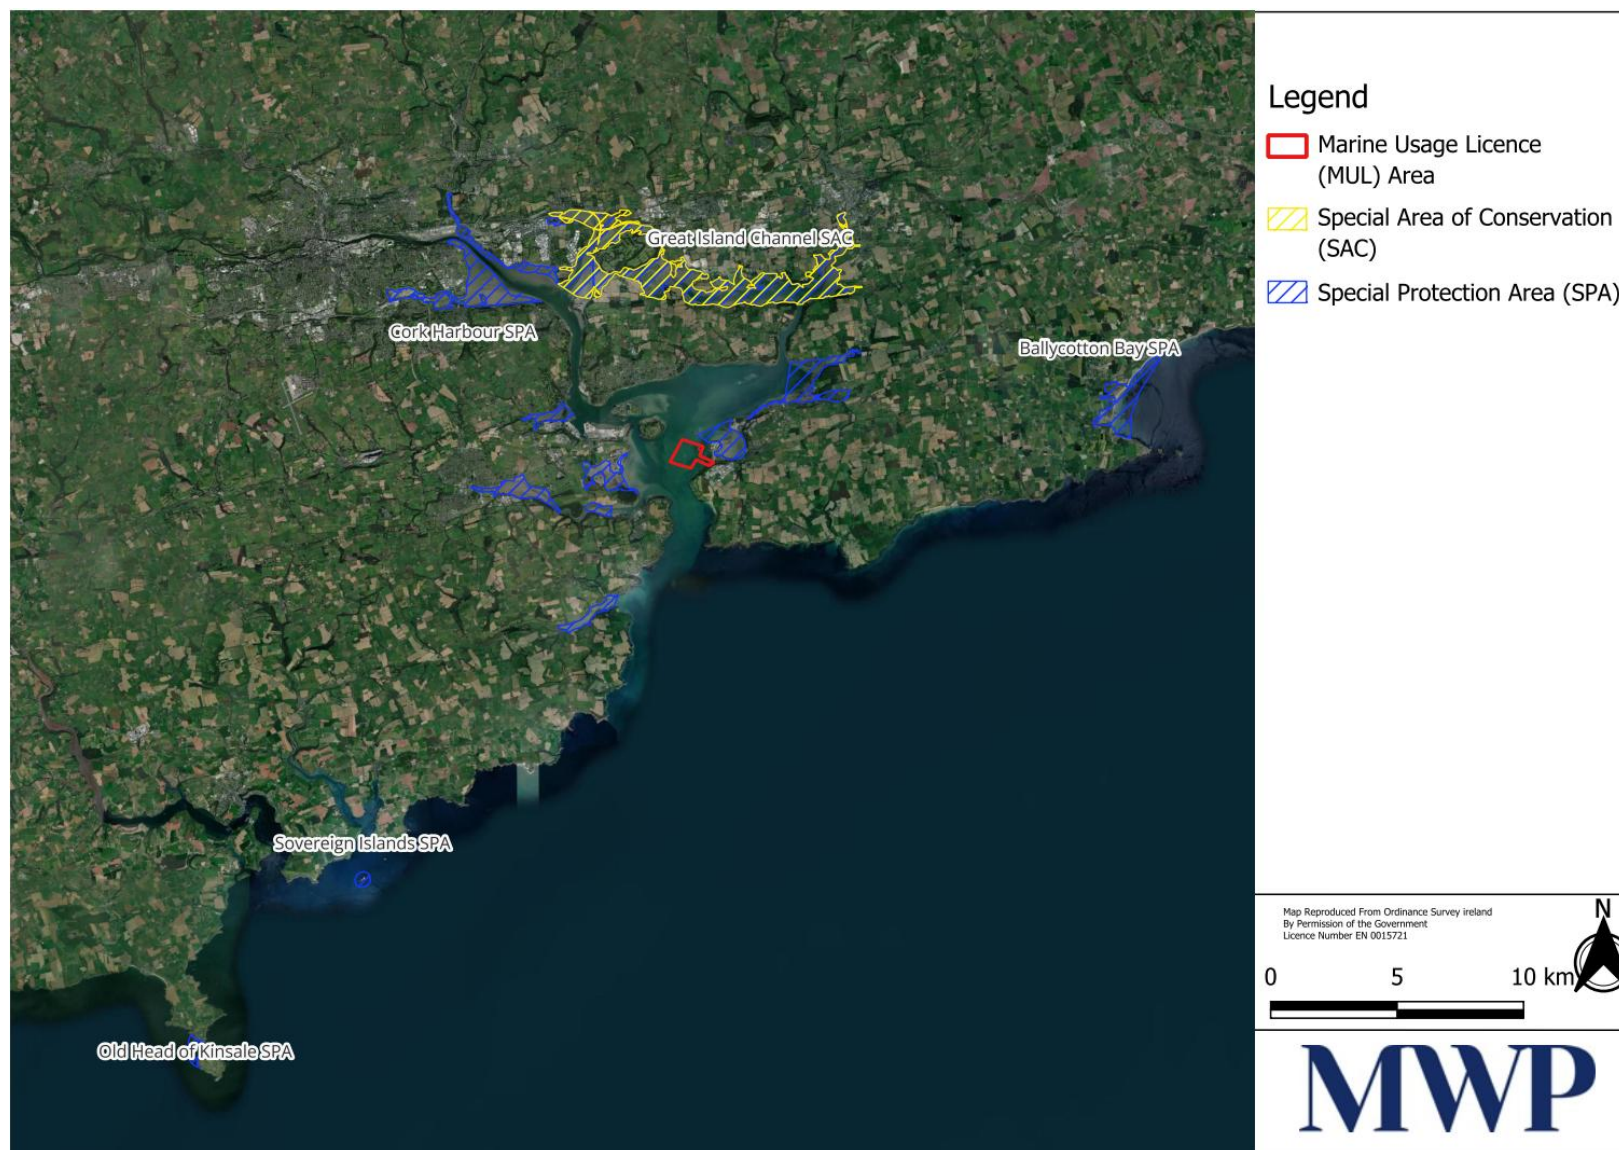 Legend
Marine Usage Licence
(MUL) Area
Special Area of Conservation
(SAC)
Special Protection Area (SPA)
Great Island Channel SAC
Cork Harbour SPA
Ballycotton Bay SPA
Sovereign Islands SPA
Old Head of Kinsale SPA
Map Reproduced From Ordinance Survey ireland
By Permission of the Government
Licence Number EN 0015721
N
0 5 10 km
MWP